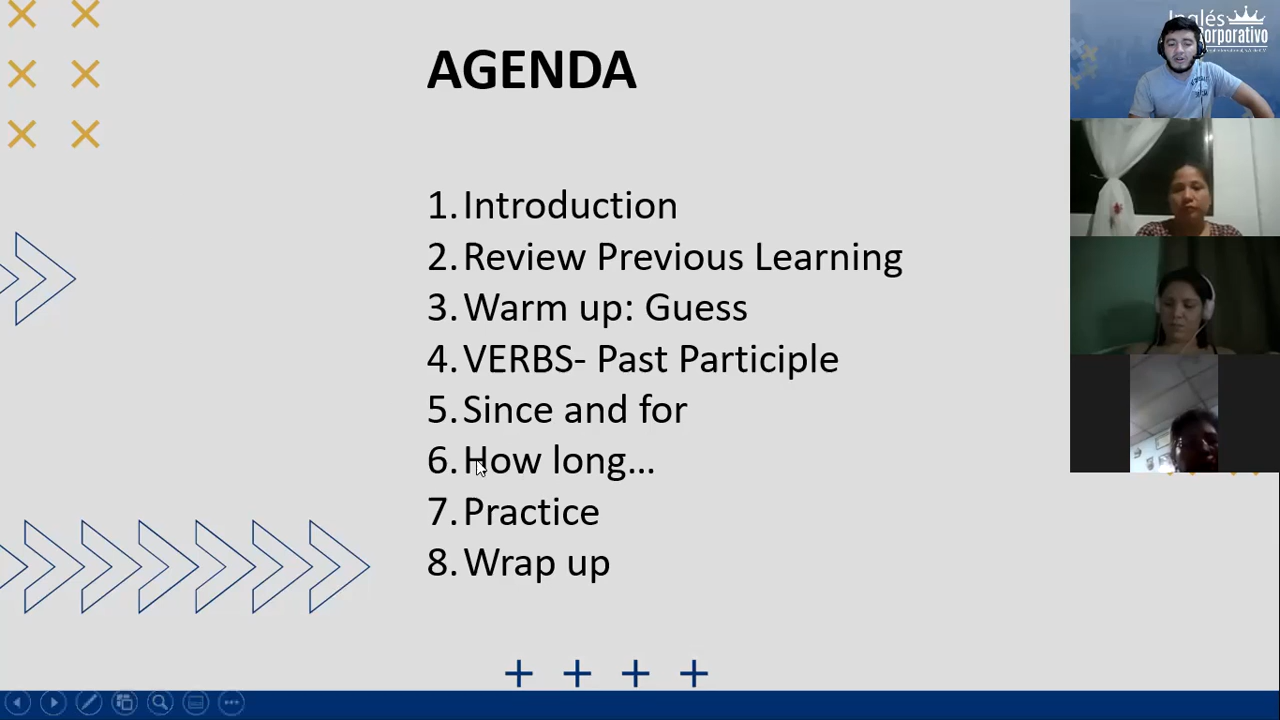 AGENDA
1. Introduction
2. Review Previous Learning
3. Warm up: Guess
4. VERBS- Past Participle
5. Since and for
6. How long...
7. Practice
8. Wrap up
Inglés